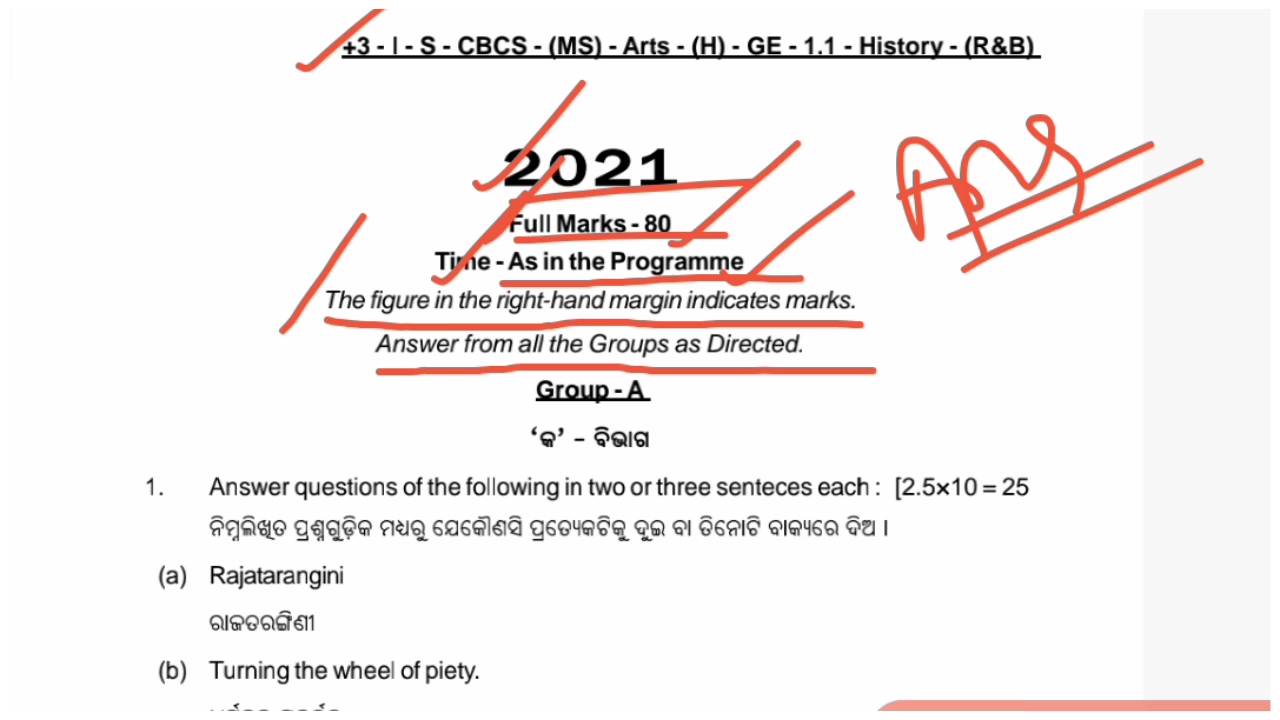 +3 - I - S - CBCS - (MS) - Arts - (H) - GE - 1.1 - History - (R&B)
2021
Ans
Full Marks - 80
Time - As in the Programme
The figure in the right-hand margin indicates marks.
Answer from all the Groups as Directed.
Group - A
‘କ’ – ବିଭାଗ
1. Answer questions of the following in two or three senteces each : [2.5×10 = 25
ନିମ୍ନଲିଖିତ ପ୍ରଶ୍ନଗୁଡ଼ିକ ମଧ୍ୟରୁ ଯେକୌଣସି ପ୍ରତ୍ୟେକଟିକୁ ଦୁଇ ବା ତିନୋଟି ବାକ୍ୟରେ ଦିଅ ।
(a) Rajatarangini
ରାଜତରଙ୍ଗିଣୀ
(b) Turning the wheel of piety.